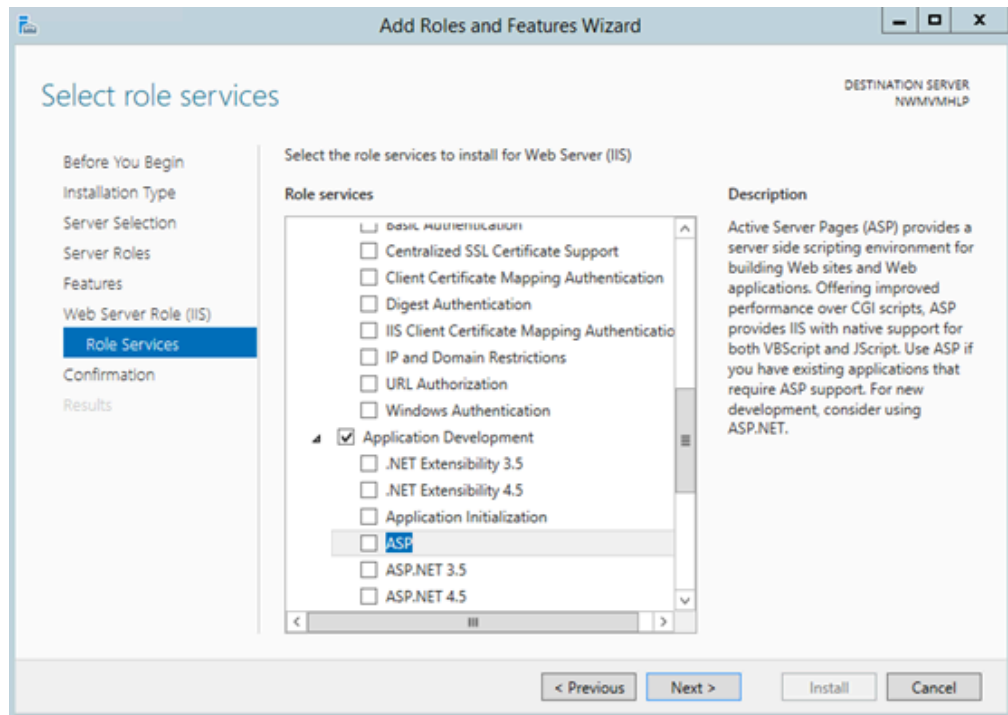 Add Roles and Features Wizard
Select role services
DESTINATION SERVER
NWMVMHLP
Before You Begin
Installation Type
Server Selection
Server Roles
Features
Web Server Role (IIS)
Role Services
Confirmation
Results
Select the role services to install for Web Server (IIS)
Role services
Basic Authentication
Centralized SSL Certificate Support
Client Certificate Mapping Authentication
Digest Authentication
IIS Client Certificate Mapping Authenticatio
IP and Domain Restrictions
URL Authorization
Windows Authentication
Application Development
.NET Extensibility 3.5
.NET Extensibility 4.5
Application Initialization
ASP
ASP.NET 3.5
ASP.NET 4.5
Description
Active Server Pages (ASP) provides a
server side scripting environment for
building Web sites and Web
applications. Offering improved
performance over CGI scripts, ASP
provides IIS with native support for
both VBScript and JScript. Use ASP if
you have existing applications that
require ASP support. For new
development, consider using
ASP.NET.
< Previous
Next >
Install
Cancel